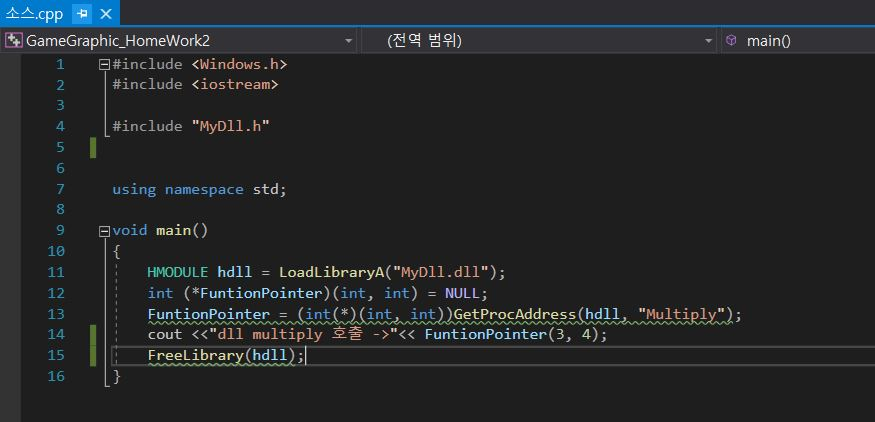 소스.cpp
GameGraphic_HomeWork2 (전역 범위) main()
1 #include <Windows.h>
2 #include <iostream>
3
4 #include "MyDll.h"
5
6
7 using namespace std;
8
9 void main()
10 {
11 HMODULE hdll = LoadLibraryA("MyDll.dll");
12 int (*FuntionPointer)(int, int) = NULL;
13 FuntionPointer = (int(*)(int, int))GetProcAddress(hdll, "Multiply");
14 cout <<"dll multiply 호출 ->"<< FuntionPointer(3, 4);
15 FreeLibrary(hdll);
16 }